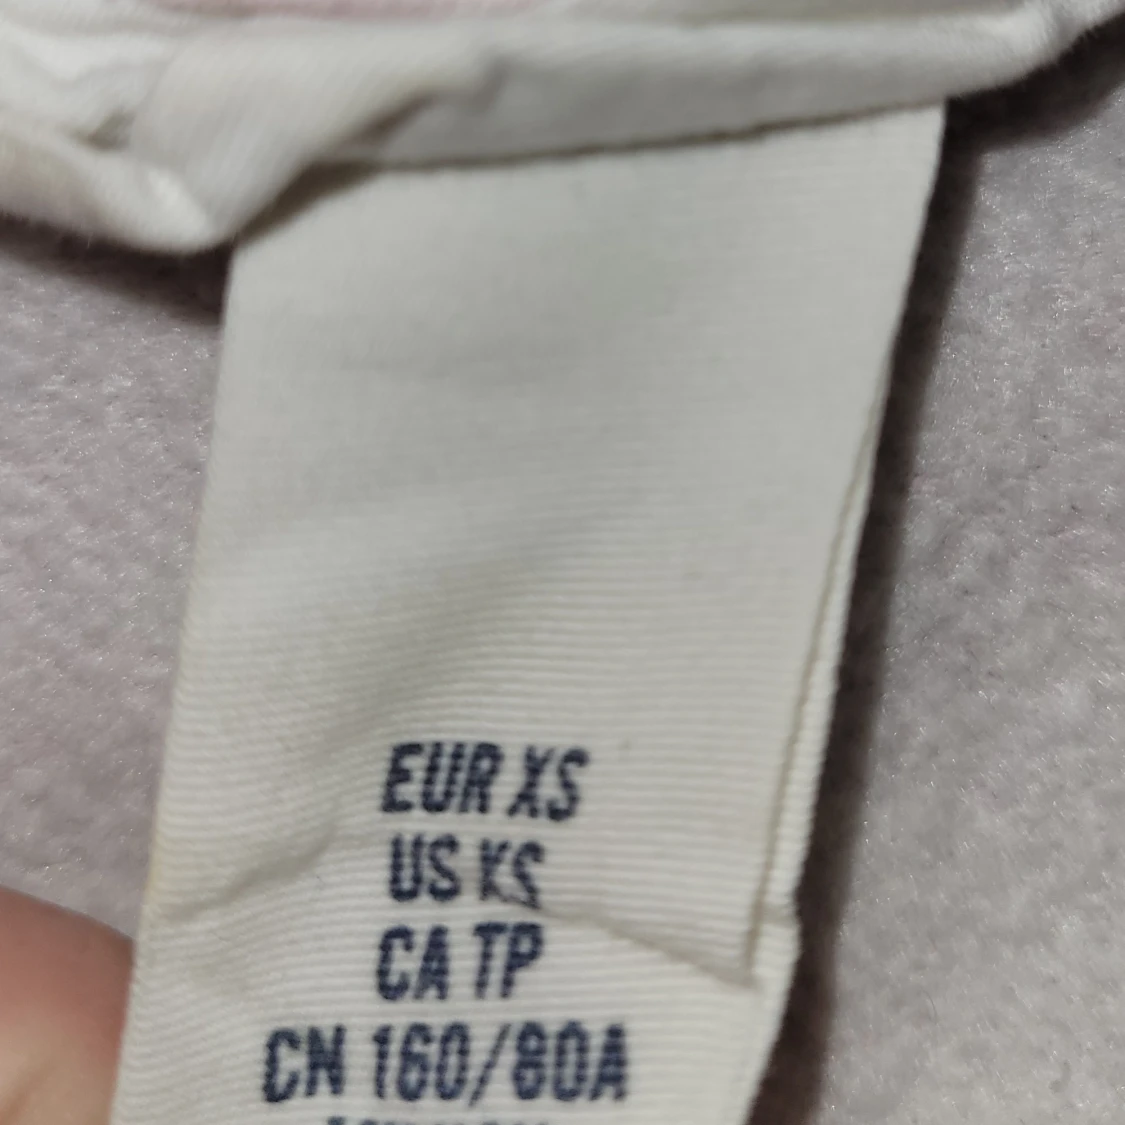 EUR XS
US XS
CA TP
CN 160/80A